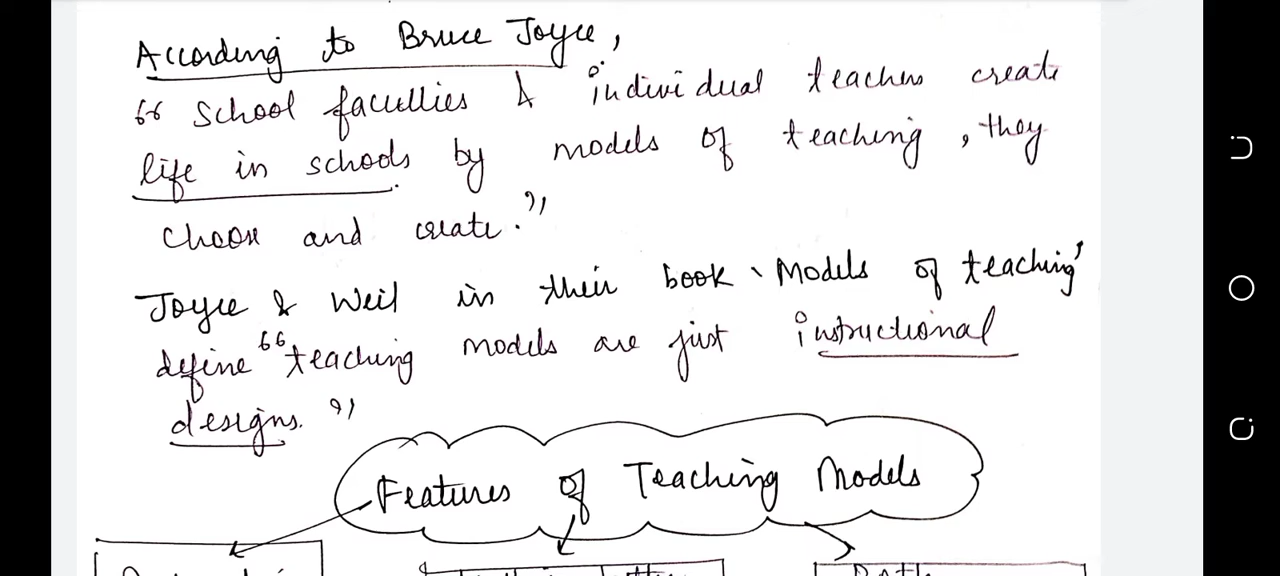 According to Bruce Joyce,
" School faculties & individual teachers create
life in schools by models of teaching, they
choose and create."
Joyce & Weil in their book 'Models of teaching'
define "teaching models are just instructional
designs."
Features of Teaching Models